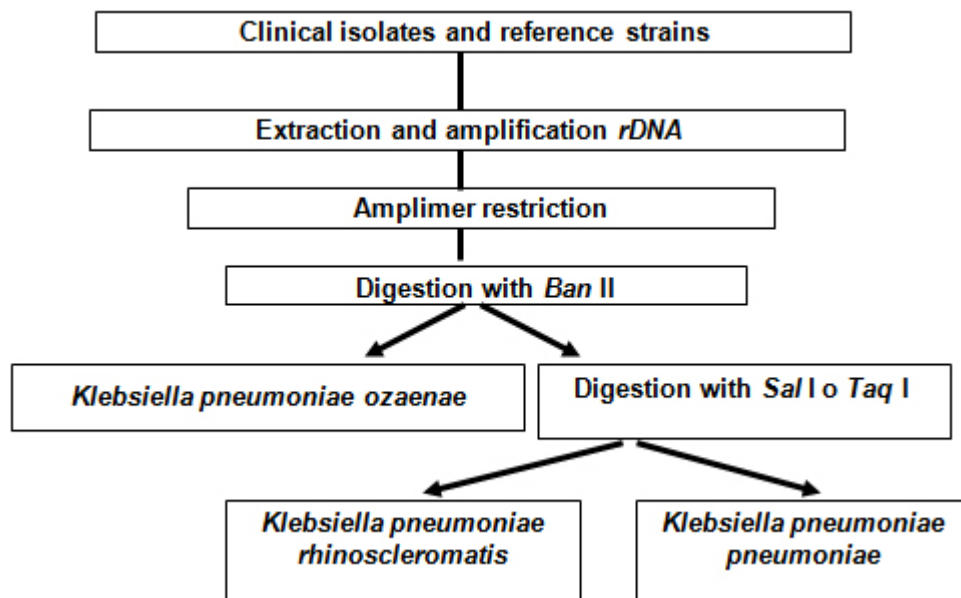 Clinical isolates and reference strains
Extraction and amplification rDNA
Amplimer restriction
Digestion with Ban II
Klebsiella pneumoniae ozaenae
Digestion with Sal I o Taq I
Klebsiella pneumoniae
rhinoscleromatis
Klebsiella pneumoniae
pneumoniae